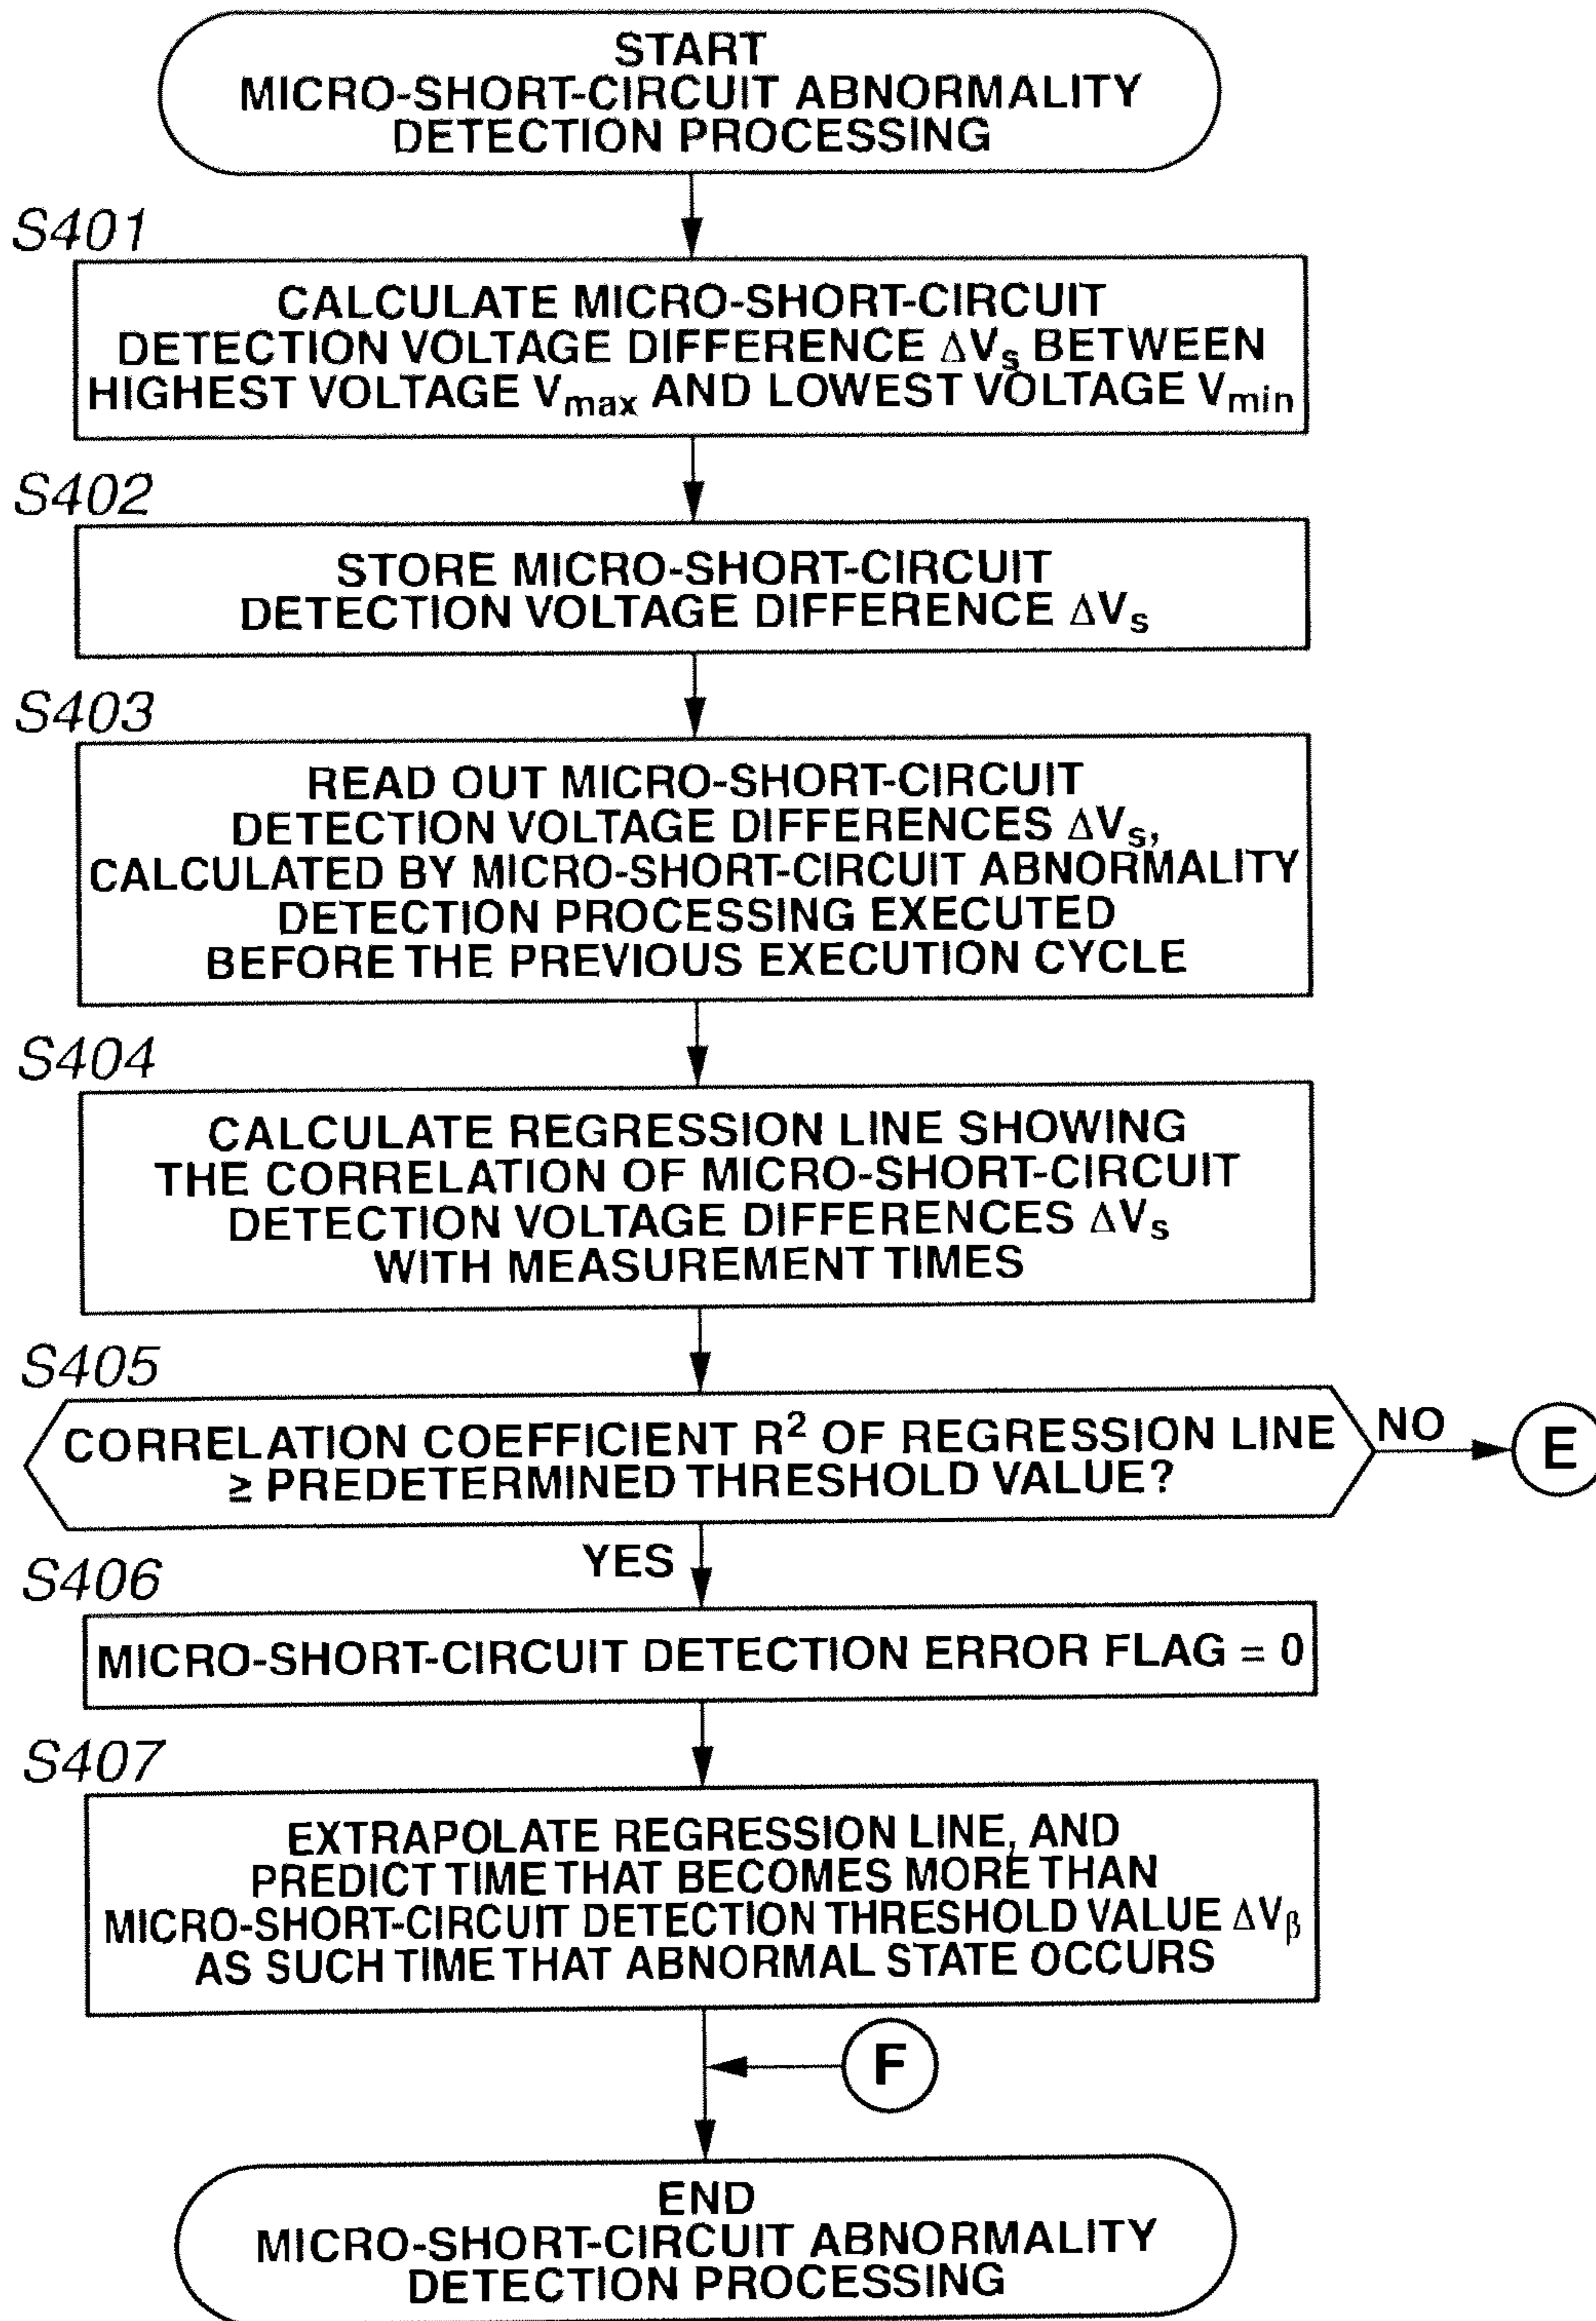 START
MICRO-SHORT-CIRCUIT ABNORMALITY
DETECTION PROCESSING
S401
CALCULATE MICRO-SHORT-CIRCUIT
DETECTION VOLTAGE DIFFERENCE ΔVs BETWEEN
HIGHEST VOLTAGE Vmax AND LOWEST VOLTAGE Vmin
S402
STORE MICRO-SHORT-CIRCUIT
DETECTION VOLTAGE DIFFERENCE ΔVs
S403
READ OUT MICRO-SHORT-CIRCUIT
DETECTION VOLTAGE DIFFERENCES ΔVs,
CALCULATED BY MICRO-SHORT-CIRCUIT ABNORMALITY
DETECTION PROCESSING EXECUTED
BEFORE THE PREVIOUS EXECUTION CYCLE
S404
CALCULATE REGRESSION LINE SHOWING
THE CORRELATION OF MICRO-SHORT-CIRCUIT
DETECTION VOLTAGE DIFFERENCES ΔVs
WITH MEASUREMENT TIMES
S405
CORRELATION COEFFICIENT R² OF REGRESSION LINE
≥ PREDETERMINED THRESHOLD VALUE?
NO
E
YES
S406
MICRO-SHORT-CIRCUIT DETECTION ERROR FLAG = 0
S407
EXTRAPOLATE REGRESSION LINE, AND
PREDICT TIME THAT BECOMES MORE THAN
MICRO-SHORT-CIRCUIT DETECTION THRESHOLD VALUE ΔVβ
AS SUCH TIME THAT ABNORMAL STATE OCCURS
F
END
MICRO-SHORT-CIRCUIT ABNORMALITY
DETECTION PROCESSING